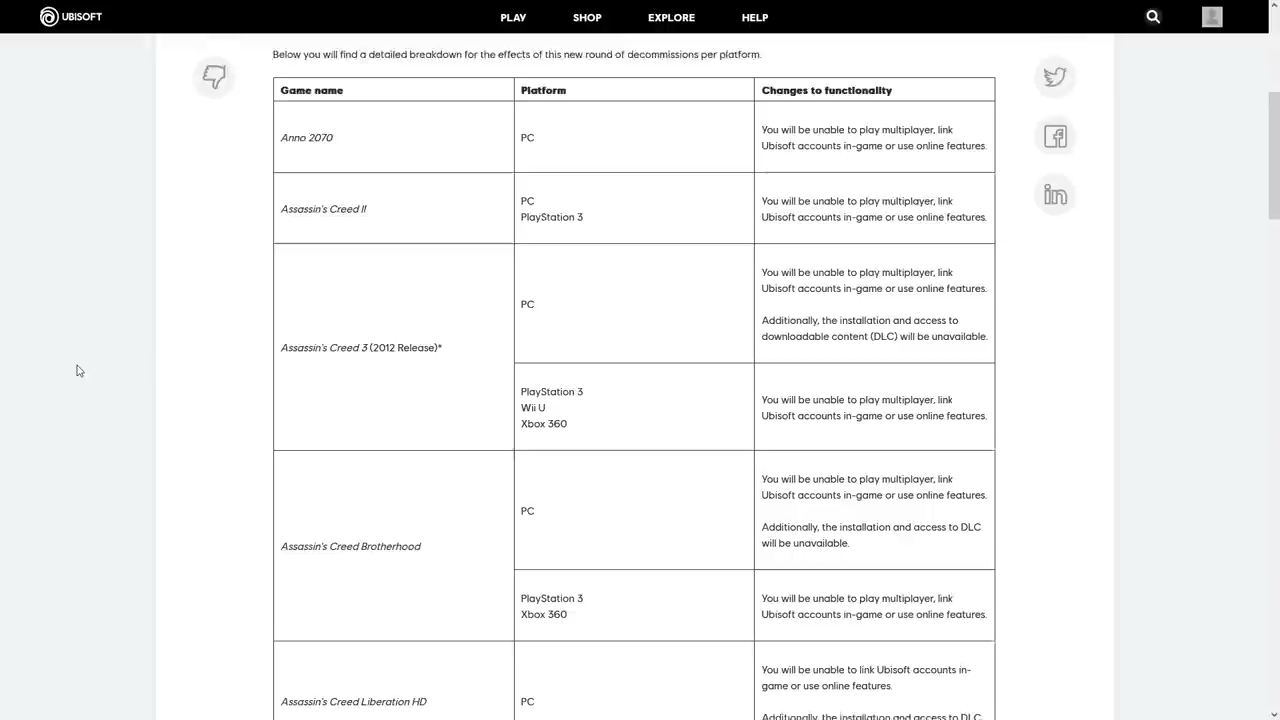 UBISOFT
PLAY
SHOP
EXPLORE
HELP
Below you will find a detailed breakdown for the effects of this new round of decommissions per platform.
Game name
Platform
Changes to functionality
Anno 2070
PC
You will be unable to play multiplayer, link
Ubisoft accounts in-game or use online features.
Assassin's Creed II
PC
PlayStation 3
You will be unable to play multiplayer, link
Ubisoft accounts in-game or use online features.
Assassin's Creed 3 (2012 Release)*
PC
You will be unable to play multiplayer, link
Ubisoft accounts in-game or use online features.
Additionally, the installation and access to
downloadable content (DLC) will be unavailable.
PlayStation 3
Wii U
Xbox 360
You will be unable to play multiplayer, link
Ubisoft accounts in-game or use online features.
Assassin's Creed Brotherhood
PC
You will be unable to play multiplayer, link
Ubisoft accounts in-game or use online features.
Additionally, the installation and access to DLC
will be unavailable.
PlayStation 3
Xbox 360
You will be unable to play multiplayer, link
Ubisoft accounts in-game or use online features.
Assassin's Creed Liberation HD
PC
You will be unable to link Ubisoft accounts in-
game or use online features.
Additionally, the installation and access to DLC